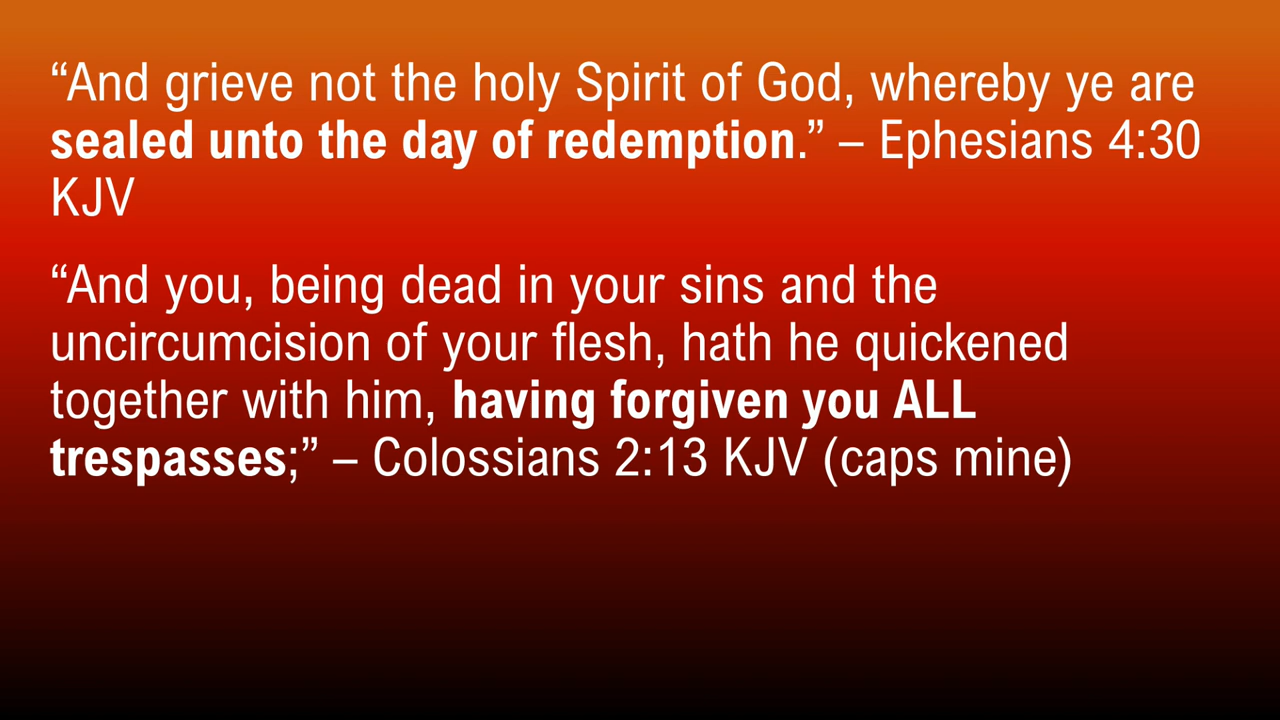 “And grieve not the holy Spirit of God, whereby ye are
sealed unto the day of redemption.” – Ephesians 4:30
KJV
“And you, being dead in your sins and the
uncircumcision of your flesh, hath he quickened
together with him, having forgiven you ALL
trespasses;” – Colossians 2:13 KJV (caps mine)